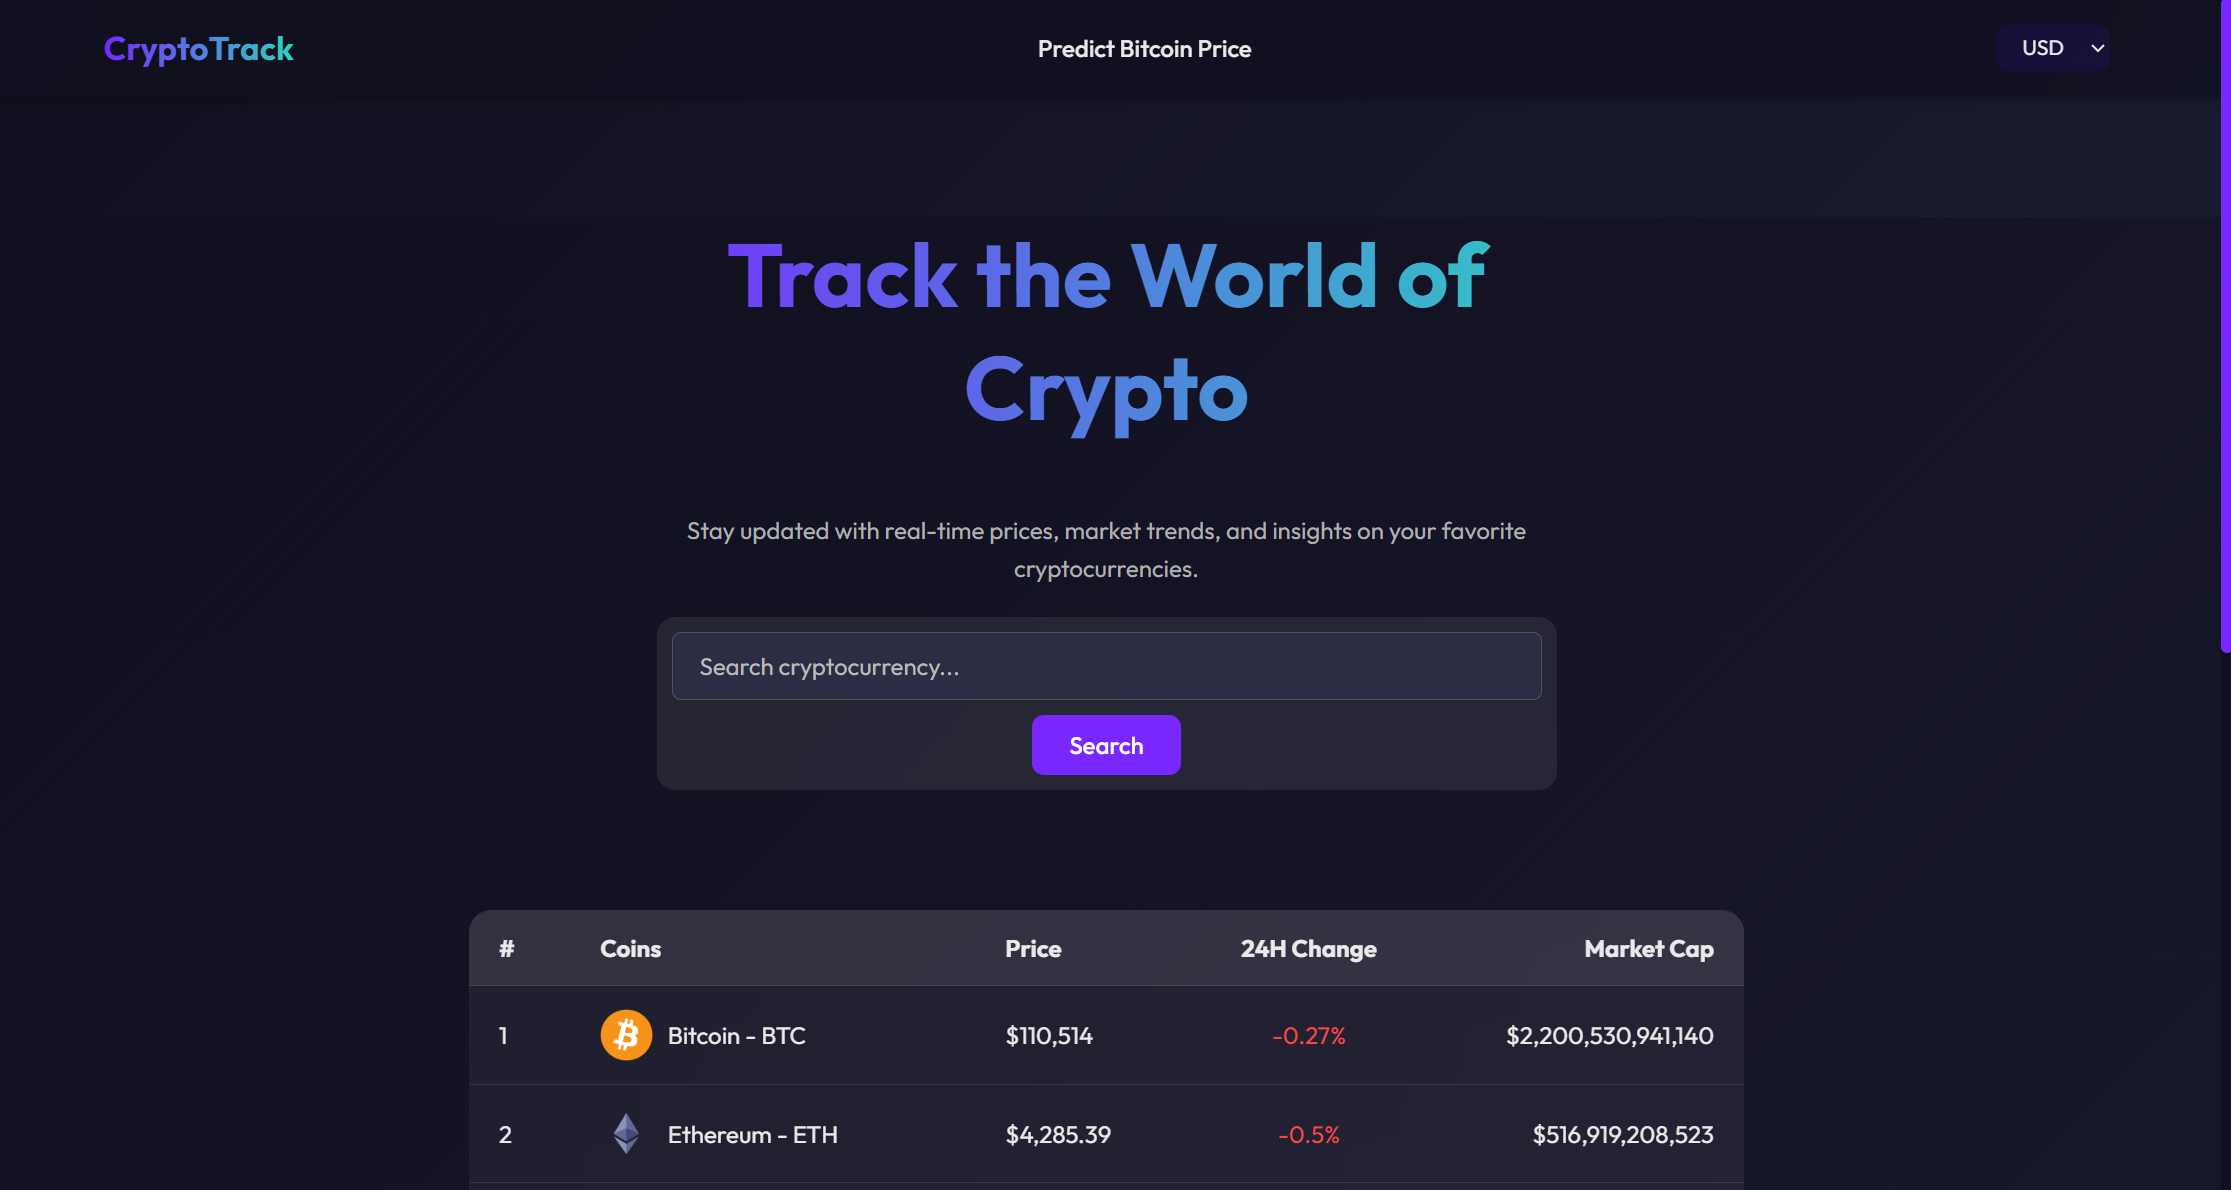 CryptoTrack Predict Bitcoin Price USD
Track the World of
Crypto
Stay updated with real-time prices, market trends, and insights on your favorite
cryptocurrencies.
Search cryptocurrency...
Search
# Coins Price 24H Change Market Cap
1 Bitcoin - BTC $110,514 -0.27% $2,200,530,941,140
2 Ethereum - ETH $4,285.39 -0.5% $516,919,208,523